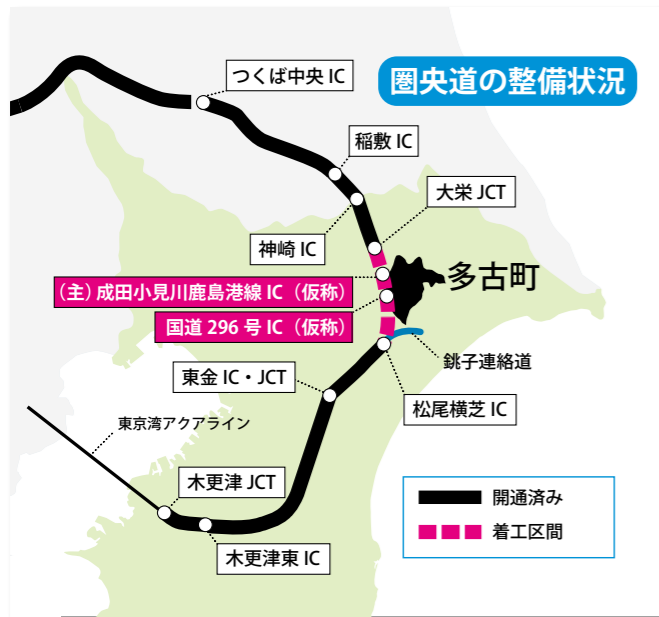 圏央道の整備状況
つくば中央 IC
稲敷 IC
大栄 JCT
神崎 IC
多古町
（主）成田小見川鹿島港線 IC（仮称）
国道 296 号 IC（仮称）
銚子連絡道
東金 IC・JCT
松尾横芝 IC
東京湾アクアライン
木更津 JCT
木更津東 IC
開通済み
着工区間